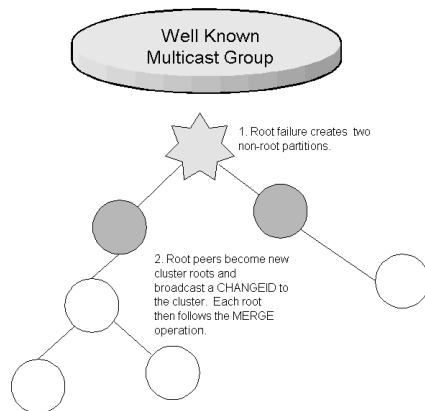 Well Known
Multicast Group
1. Root failure creates two
non-root partitions.
2. Root peers become new
cluster roots and
broadcast a CHANGEID to
the cluster. Each root
then follows the MERGE
operation.